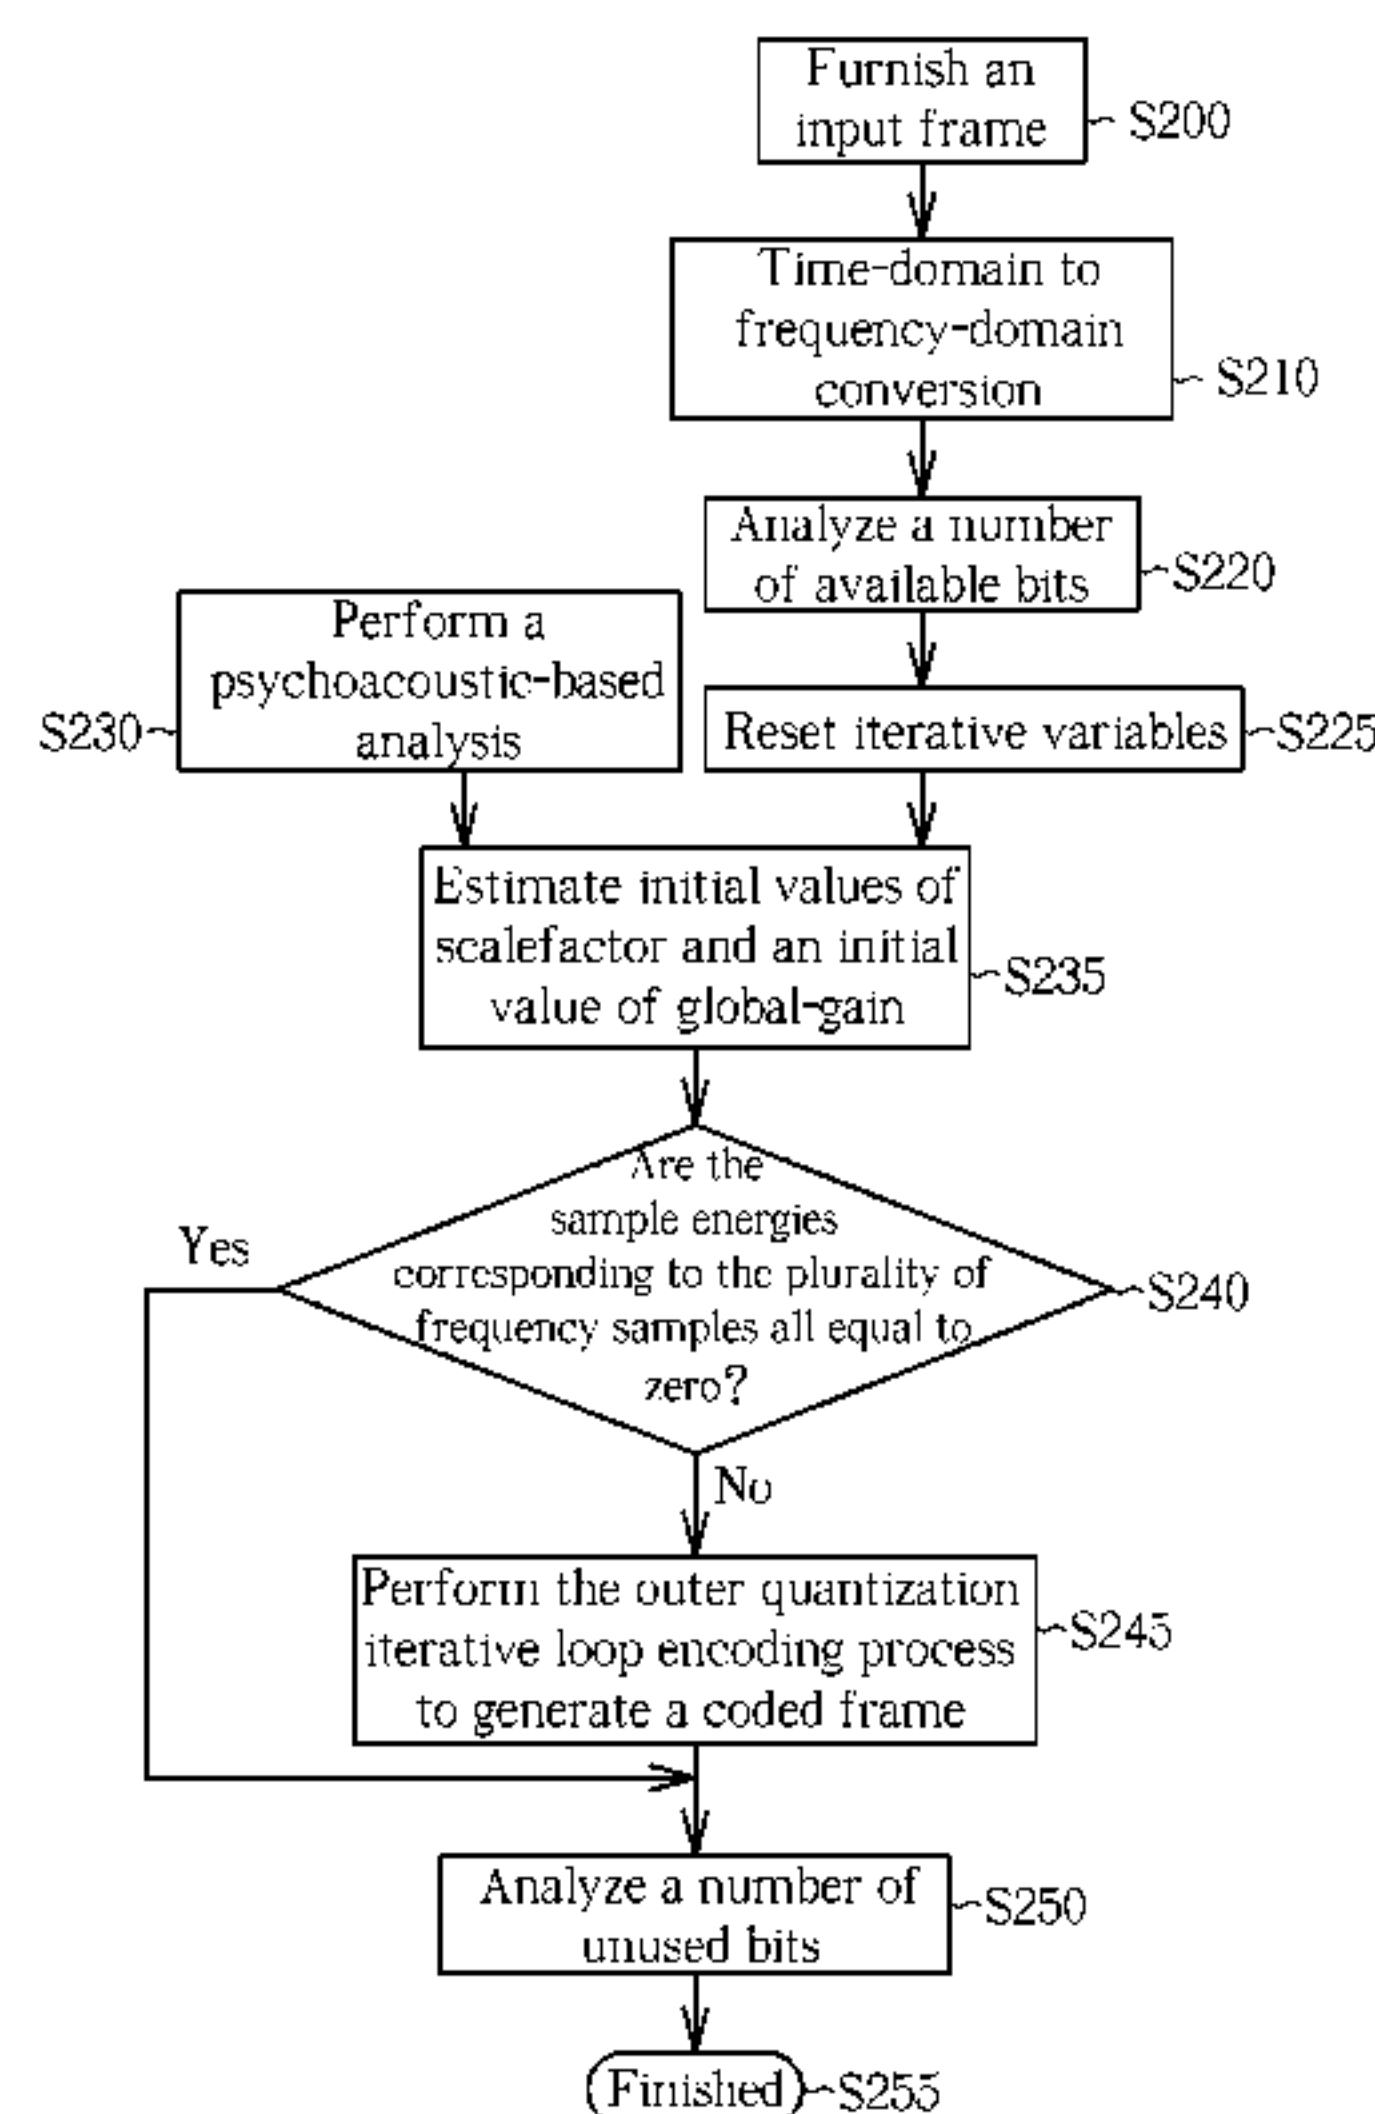 Furnish an
input frame
S200
Time-domain to
frequency-domain
conversion
S210
Analyze a number
of available bits
S220
Perform a
psychoacoustic-based
analysis
S230
Reset iterative variables
S225
Estimate initial values of
scalefactor and an initial
value of global-gain
S235
Are the
sample energies
corresponding to the plurality of
frequency samples all equal to
zero?
S240
Yes
No
Perform the outer quantization
iterative loop encoding process
to generate a coded frame
S245
Analyze a number of
unused bits
S250
Finished
S255